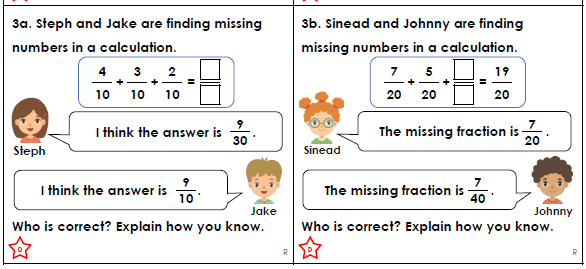 3a. Steph and Jake are finding missing
numbers in a calculation.
4/10 + 3/10 + 2/10 = □/□
I think the answer is 9/30.
Steph
I think the answer is 9/10.
Jake
Who is correct? Explain how you know.
D
R
3b. Sinead and Johnny are finding
missing numbers in a calculation.
7/20 + 5/20 + □/□ = 19/20
The missing fraction is 7/20.
Sinead
The missing fraction is 7/40.
Johnny
Who is correct? Explain how you know.
D
R